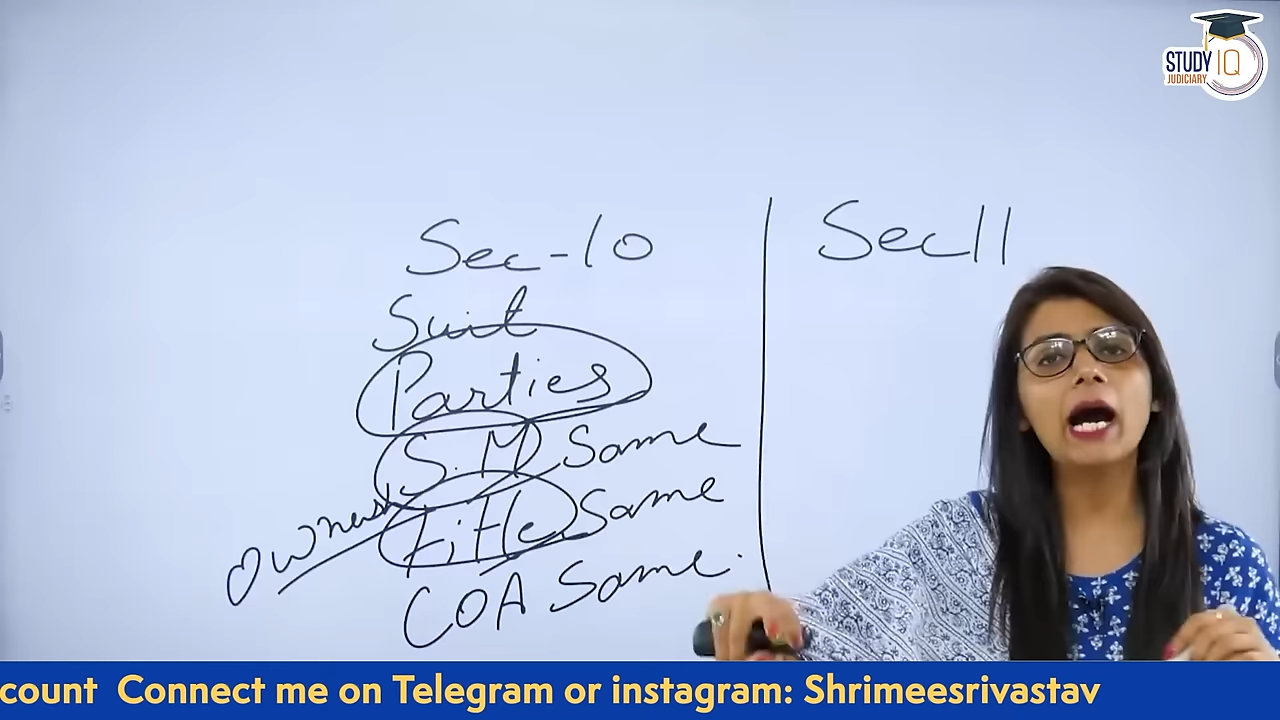 STUDY IQ
JUDICIARY
Sec-10
Sec 11
Suit
Parties
S.M Same
Title Same
COA Same.
count Connect me on Telegram or instagram: Shrimeesrivastav